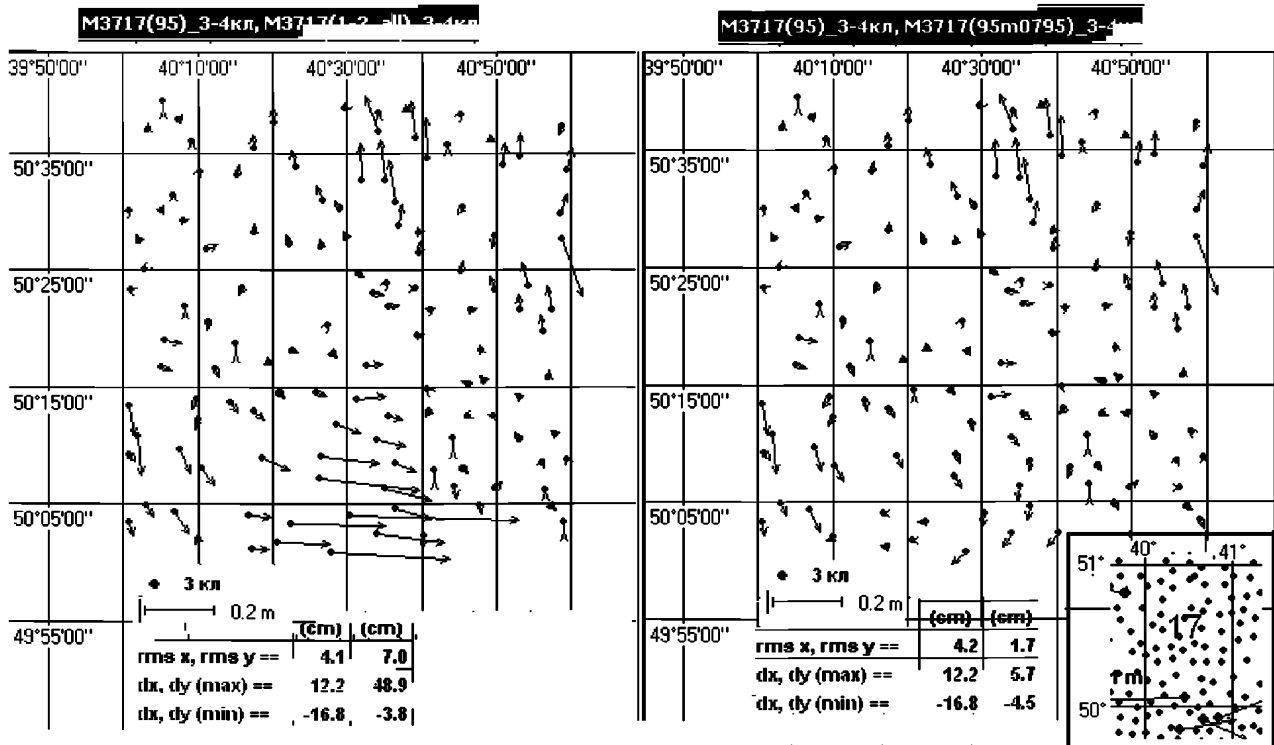 M3717(95)_3-4кл, M3717(1-2_all)_3-4кл
39°50'00'' 40°10'00'' 40°30'00'' 40°50'00''
50°35'00''
50°25'00''
50°15'00''
50°05'00''
49°55'00''
3 кл
0.2 m
(cm) (cm)
rms x, rms y == 4.1 7.0
dx, dy (max) == 12.2 48.9
dx, dy (min) == -16.8 -3.8
M3717(95)_3-4кл, M3717(95m0795)_3-4кл
39°50'00'' 40°10'00'' 40°30'00'' 40°50'00''
50°35'00''
50°25'00''
50°15'00''
50°05'00''
49°55'00''
3 кл
0.2 m
(cm) (cm)
rms x, rms y == 4.2 1.7
dx, dy (max) == 12.2 5.7
dx, dy (min) == -16.8 -4.5
40° 41°
51°
17
50°